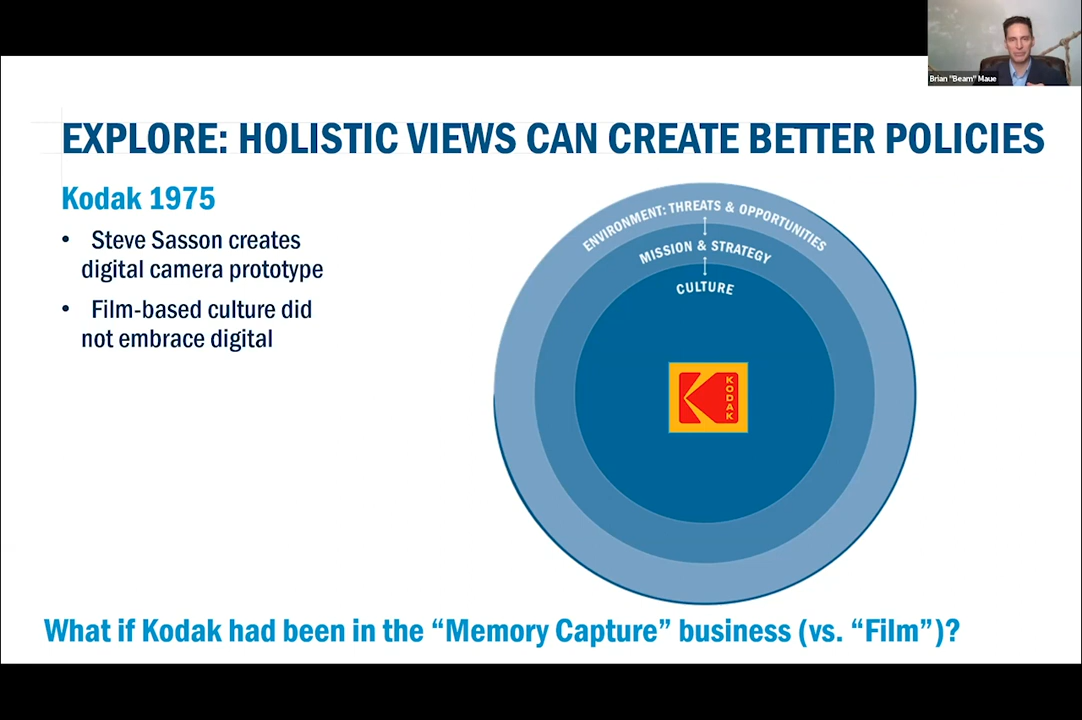 Brian "Beam" Maue
EXPLORE: HOLISTIC VIEWS CAN CREATE BETTER POLICIES
Kodak 1975
• Steve Sasson creates
digital camera prototype
• Film-based culture did
not embrace digital
ENVIRONMENT: THREATS & OPPORTUNITIES
MISSION & STRATEGY
CULTURE
KODAK
What if Kodak had been in the “Memory Capture” business (vs. “Film”)?